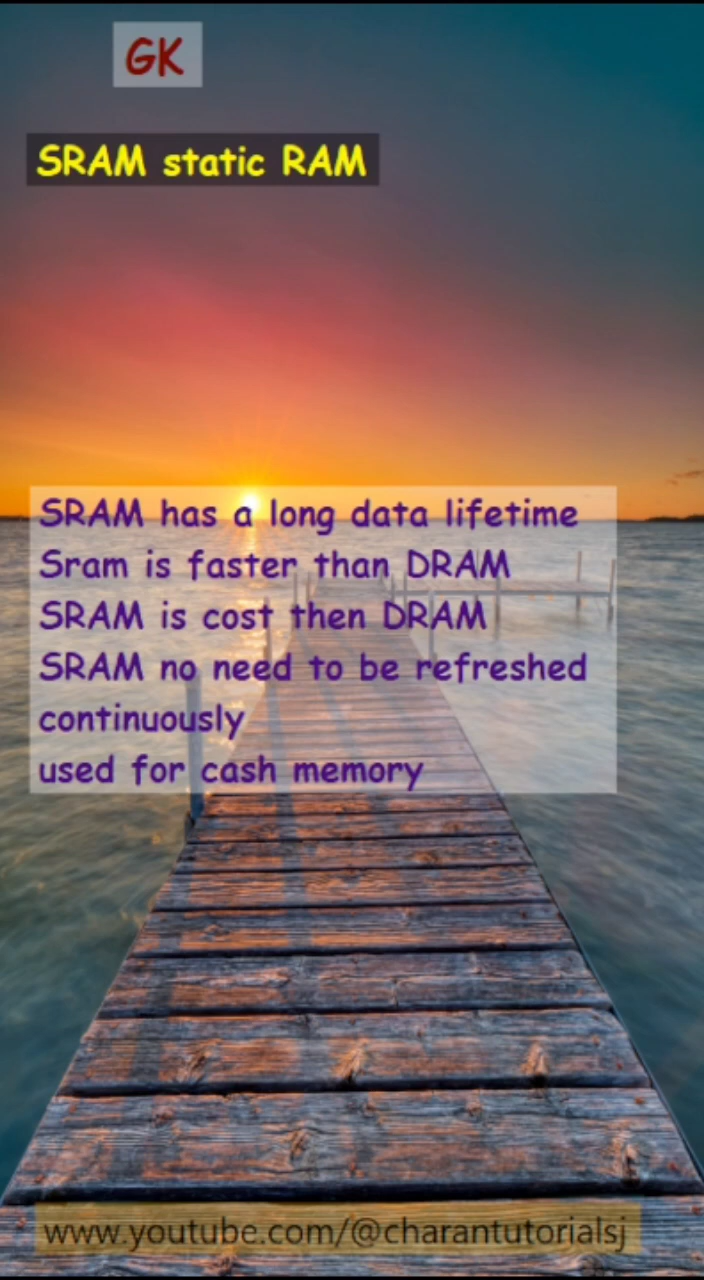 GK
SRAM static RAM
SRAM has a long data lifetime
Sram is faster than DRAM
SRAM is cost then DRAM
SRAM no need to be refreshed
continuously
used for cash memory
www.youtube.com/@charantutorialsj